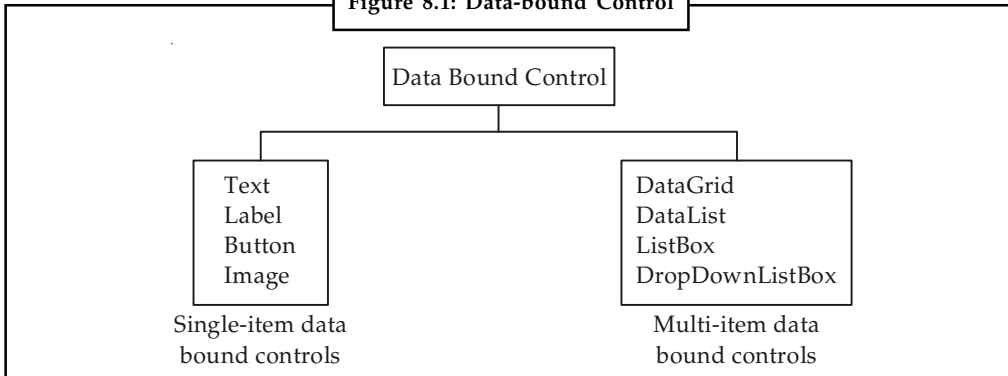 Figure 8.1: Data-bound Control
Data Bound Control
Text
Label
Button
Image
Single-item data
bound controls
DataGrid
DataList
ListBox
DropDownListBox
Multi-item data
bound controls